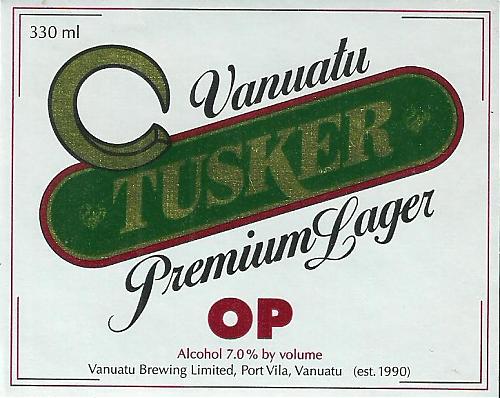 330 ml
Vanuatu
TUSKER
Premium Lager
OP
Alcohol 7.0% by volume
Vanuatu Brewing Limited, Port Vila, Vanuatu (est. 1990)